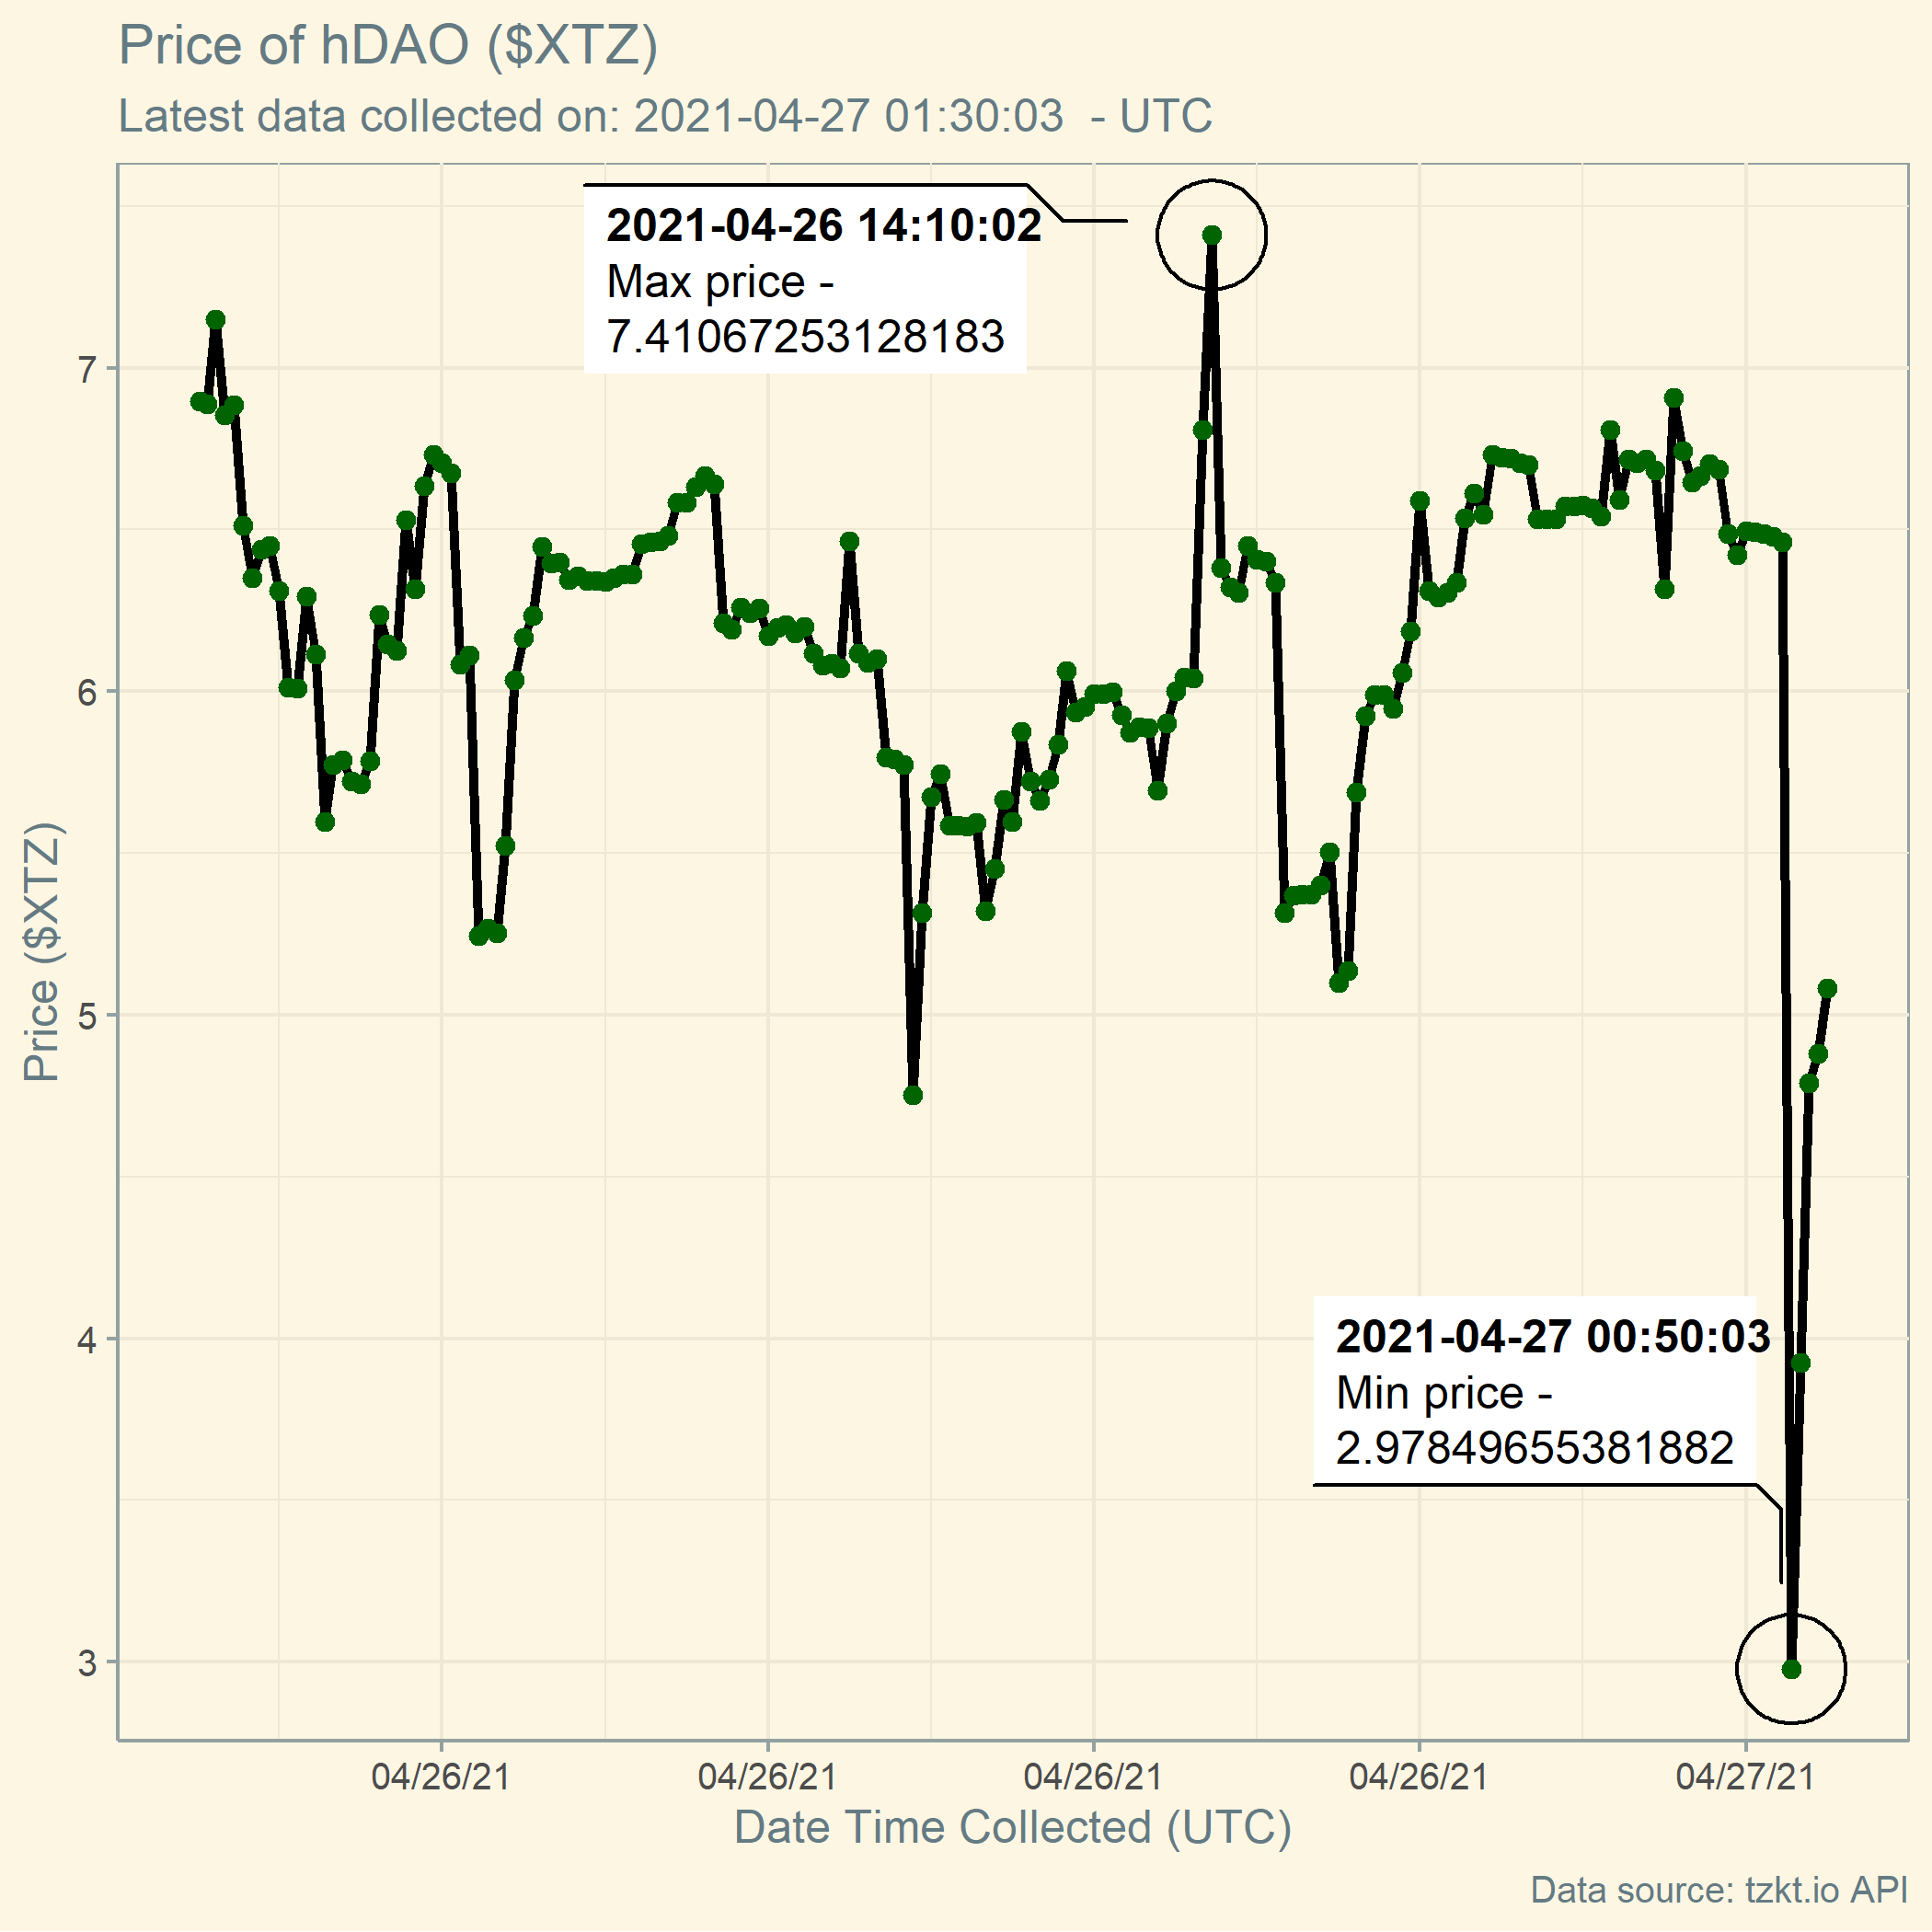 Price of hDAO ($XTZ)
Latest data collected on: 2021-04-27 01:30:03  - UTC
2021-04-26 14:10:02
Max price -
7.41067253128183
7
6
5
4
3
Price ($XTZ)
2021-04-27 00:50:03
Min price -
2.97849655381882
04/26/21 04/26/21 04/26/21 04/26/21 04/27/21
Date Time Collected (UTC)
Data source: tzkt.io API